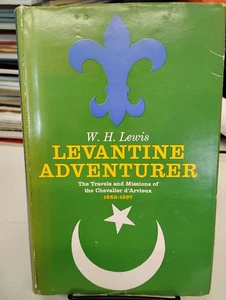 W. H. Lewis
LEVANTINE
ADVENTURER
The Travels and Missions of
the Chevalier d'Arvieux
1653-1697